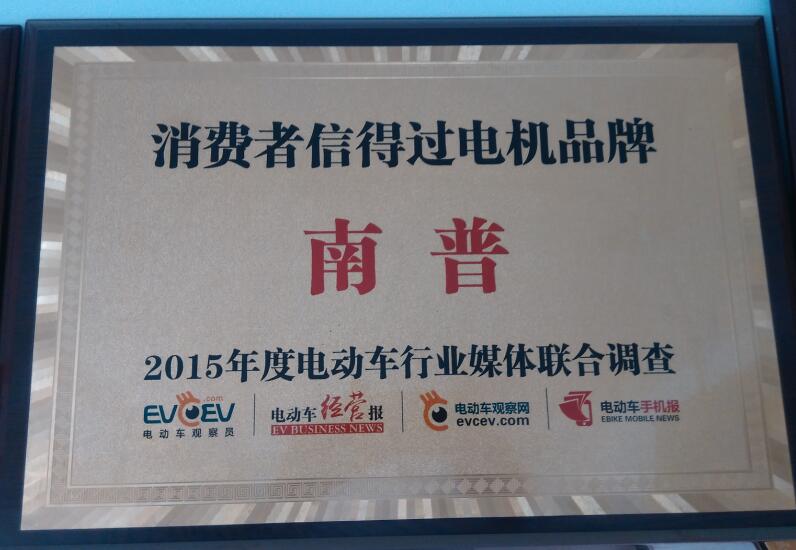 消费者信得过电机品牌
南普
2015年度电动车行业媒体联合调查
EVCEV.com
电动车观察员
电动车经营报
EV BUSINESS NEWS
电动车观察网
evcev.com
电动车手机报
EBIKE MOBILE NEWS